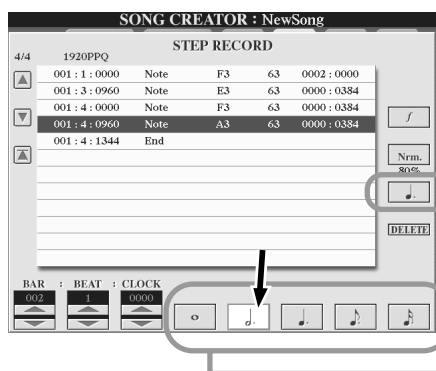 SONG CREATOR : NewSong
STEP RECORD
4/4 1920PPQ
001 : 1 : 0000 Note F3 63 0002 : 0000
001 : 3 : 0960 Note E3 63 0000 : 0384
001 : 4 : 0000 Note F3 63 0000 : 0384
001 : 4 : 0960 Note A3 63 0000 : 0384
001 : 4 : 1344 End
f
Nrm.
80%
DELETE
BAR : BEAT : CLOCK
002 1 0000